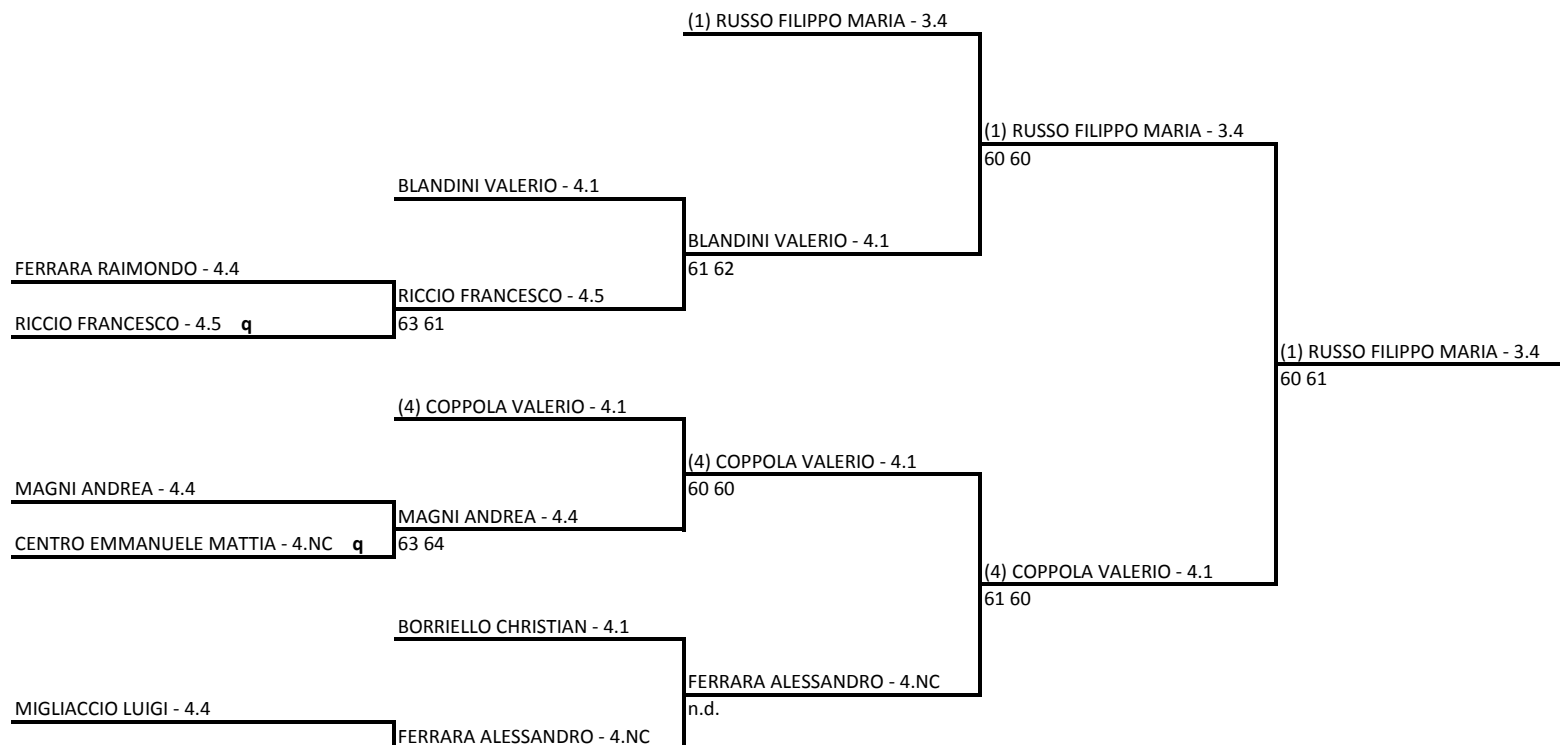 (1) RUSSO FILIPPO MARIA - 3.4
(1) RUSSO FILIPPO MARIA - 3.4
60 60
BLANDINI VALERIO - 4.1
BLANDINI VALERIO - 4.1
61 62
FERRARA RAIMONDO - 4.4
RICCIO FRANCESCO - 4.5
RICCIO FRANCESCO - 4.5 q
63 61
(1) RUSSO FILIPPO MARIA - 3.4
60 61
(4) COPPOLA VALERIO - 4.1
(4) COPPOLA VALERIO - 4.1
60 60
MAGNI ANDREA - 4.4
MAGNI ANDREA - 4.4
CENTRO EMMANUELE MATTIA - 4.NC q
63 64
(4) COPPOLA VALERIO - 4.1
61 60
BORRIELLO CHRISTIAN - 4.1
FERRARA ALESSANDRO - 4.NC
n.d.
MIGLIACCIO LUIGI - 4.4
FERRARA ALESSANDRO - 4.NC